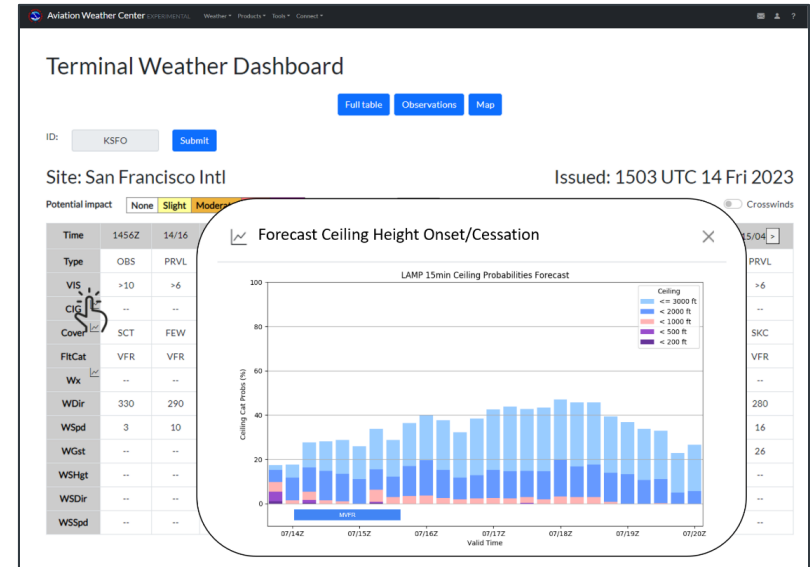 Aviation Weather Center EXPERIMENTAL Weather Products Tools Connect ?
Terminal Weather Dashboard
Full table Observations Map
ID: KSFO Submit
Site: San Francisco Intl Issued: 1503 UTC 14 Fri 2023
Potential impact None Slight Crosswinds
Time 1456Z 14/16 15/04 >
Type OBS PRVL PRVL
VIS >10 >6 >6
CIG -- -- --
Cover SCT FEW SKC
FltCat VFR VFR VFR
Wx -- -- --
WDir 330 290 280
WSpd 3 10 16
WGst -- -- 26
WSHgt -- -- --
WSDir -- -- --
WSSpd -- -- --
Forecast Ceiling Height Onset/Cessation
LAMP 15min Ceiling Probabilities Forecast
Ceiling
<= 3000 ft
< 2000 ft
< 1000 ft
< 500 ft
< 200 ft
Ceiling Cat Probs (%)
100
80
60
40
20
0
MVFR
07/14Z 07/15Z 07/16Z 07/17Z 07/18Z 07/19Z 07/20Z
Valid Time